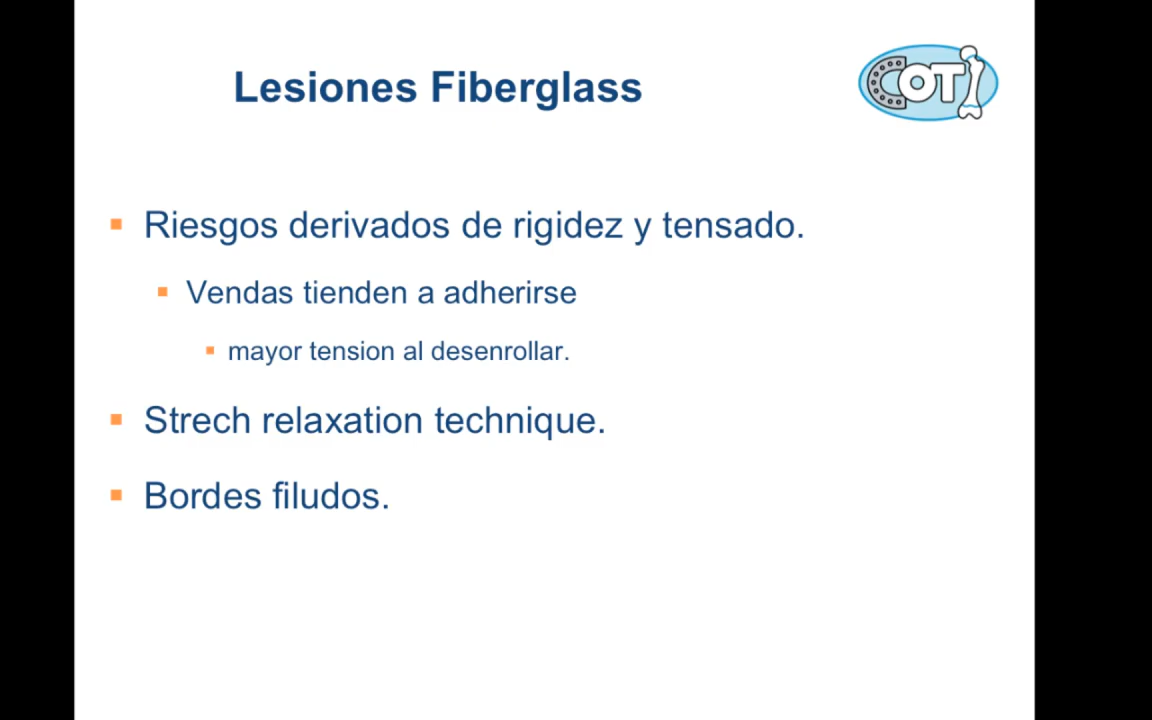 Lesiones Fiberglass
COTI
Riesgos derivados de rigidez y tensado.
Vendas tienden a adherirse
mayor tension al desenrollar.
Strech relaxation technique.
Bordes filudos.